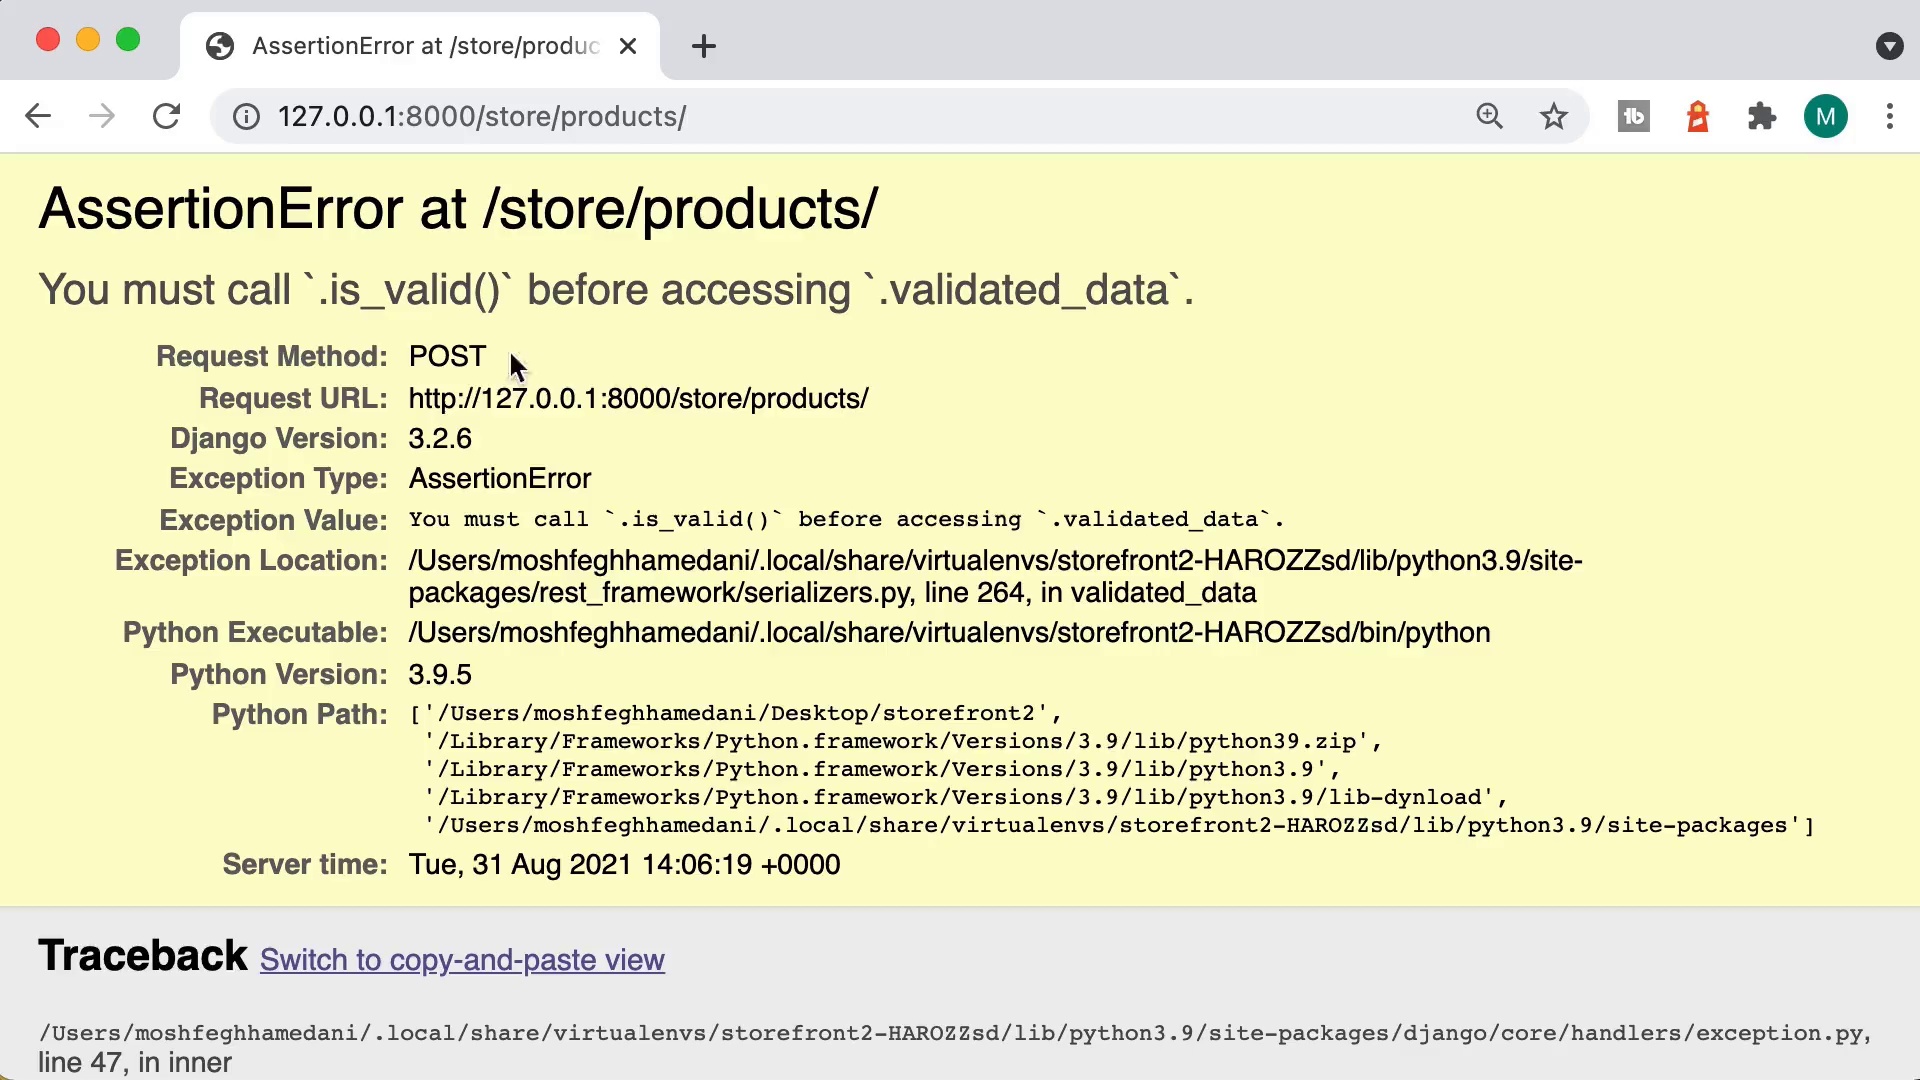 AssertionError at /store/produc
127.0.0.1:8000/store/products/
M
AssertionError at /store/products/
You must call `.is_valid()` before accessing `.validated_data`.
Request Method: POST
Request URL: http://127.0.0.1:8000/store/products/
Django Version: 3.2.6
Exception Type: AssertionError
Exception Value: You must call `.is_valid()` before accessing `.validated_data`.
Exception Location: /Users/moshfeghhamedani/.local/share/virtualenvs/storefront2-HAROZZsd/lib/python3.9/site-
packages/rest_framework/serializers.py, line 264, in validated_data
Python Executable: /Users/moshfeghhamedani/.local/share/virtualenvs/storefront2-HAROZZsd/bin/python
Python Version: 3.9.5
Python Path: ['/Users/moshfeghhamedani/Desktop/storefront2',
'/Library/Frameworks/Python.framework/Versions/3.9/lib/python39.zip',
'/Library/Frameworks/Python.framework/Versions/3.9/lib/python3.9',
'/Library/Frameworks/Python.framework/Versions/3.9/lib/python3.9/lib-dynload',
'/Users/moshfeghhamedani/.local/share/virtualenvs/storefront2-HAROZZsd/lib/python3.9/site-packages']
Server time: Tue, 31 Aug 2021 14:06:19 +0000
Traceback Switch to copy-and-paste view
/Users/moshfeghhamedani/.local/share/virtualenvs/storefront2-HAROZZsd/lib/python3.9/site-packages/django/core/handlers/exception.py,
line 47, in inner